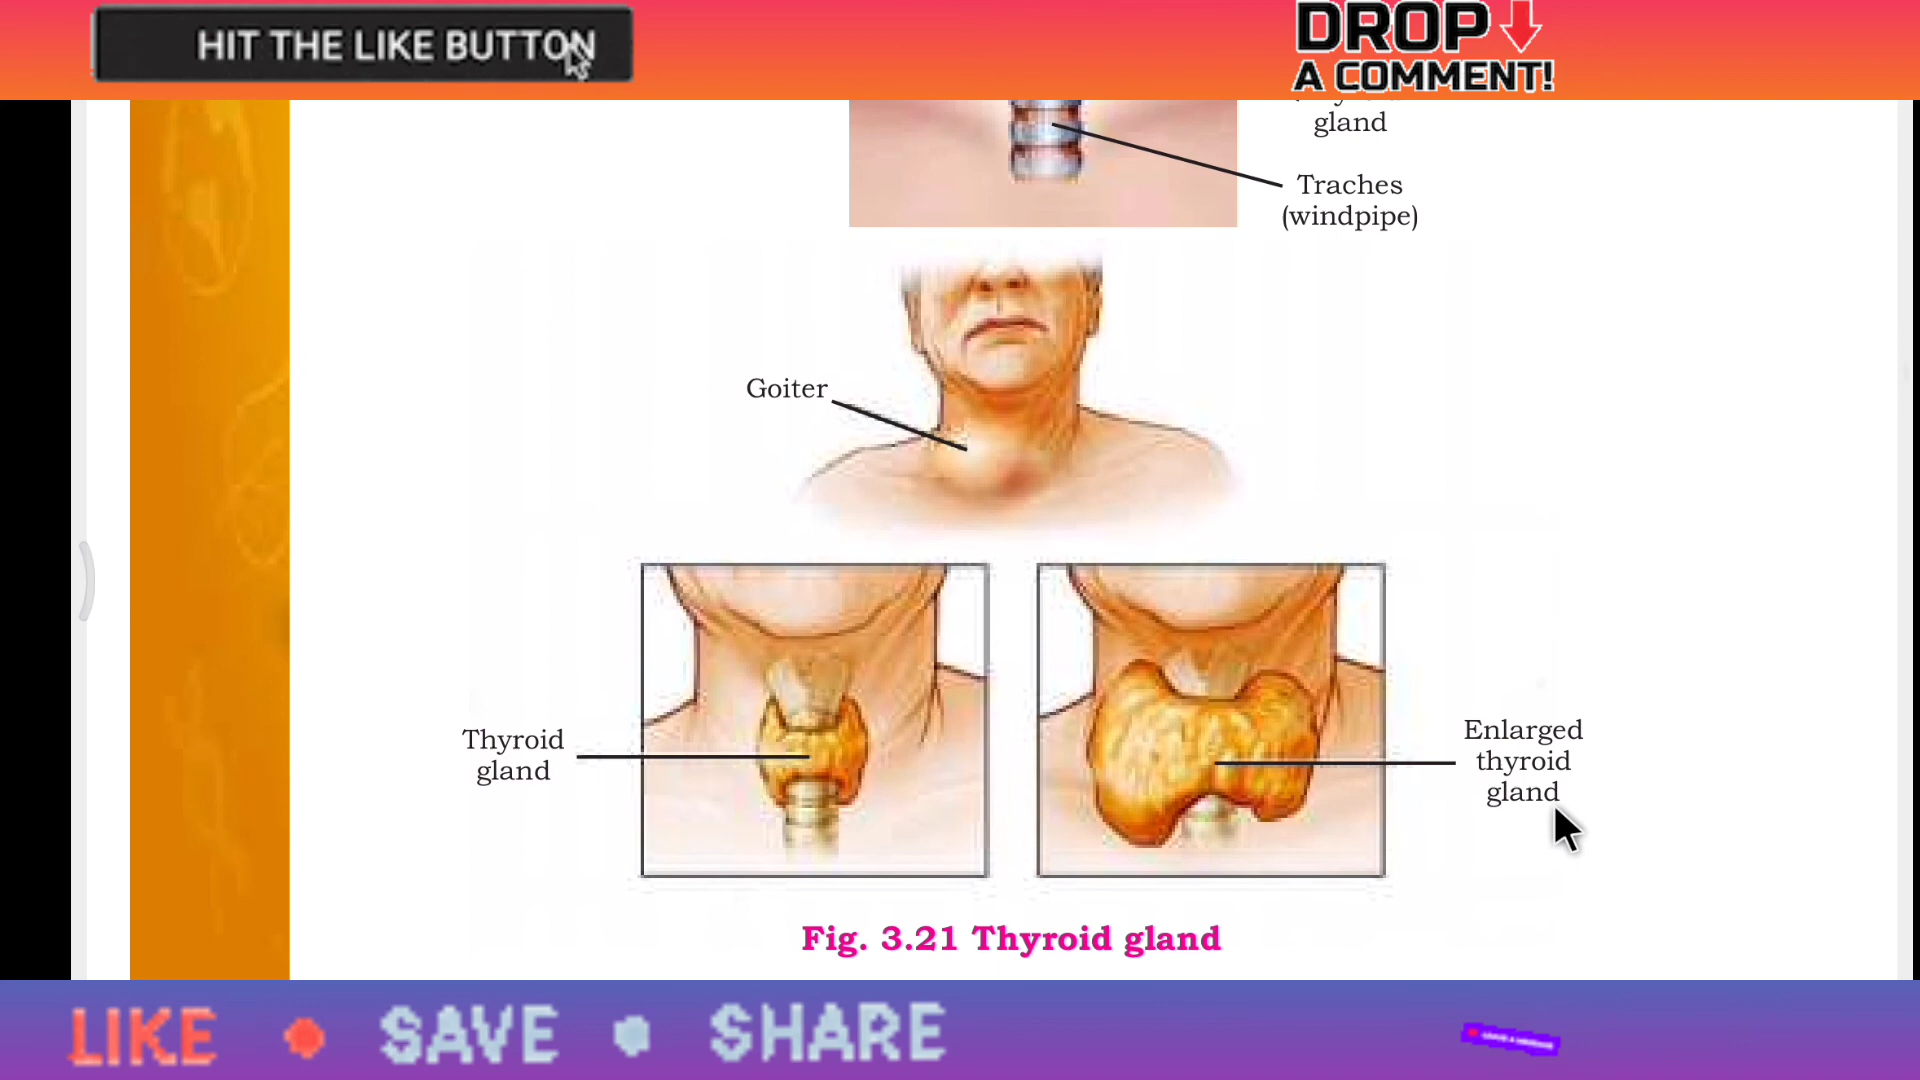 HIT THE LIKE BUTTON
DROP
A COMMENT!
gland
Traches
(windpipe)
Goiter
Thyroid
gland
Enlarged
thyroid
gland
Fig. 3.21 Thyroid gland
LIKE SAVE SHARE